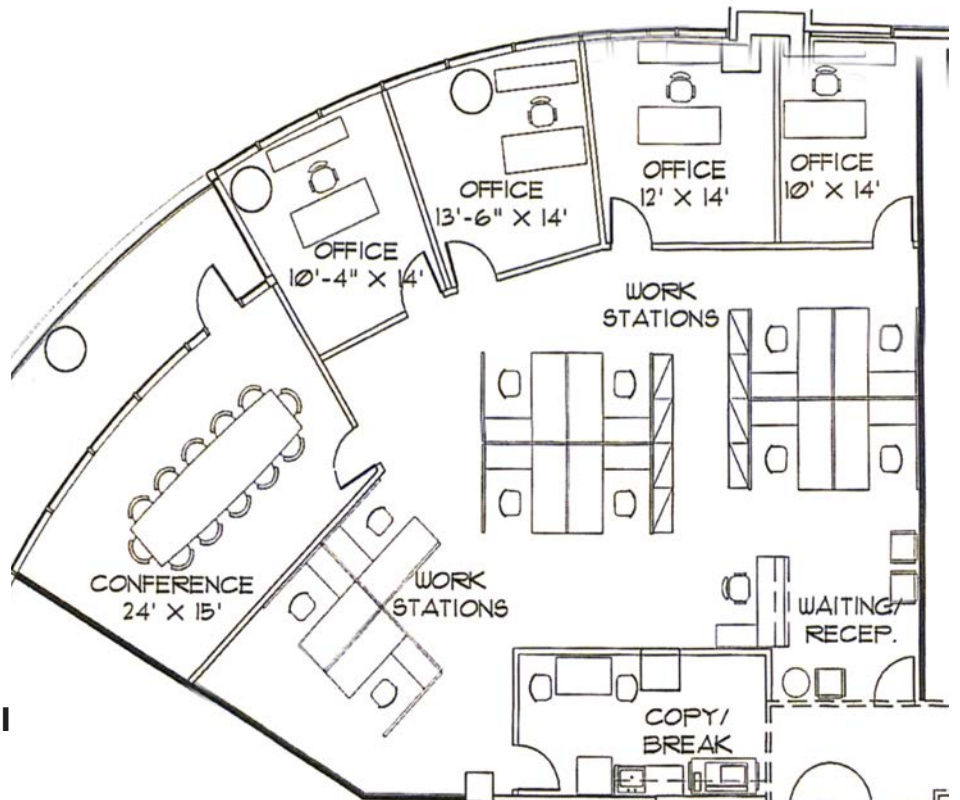 OFFICE
10'-4" X 14'
OFFICE
13'-6" X 14'
OFFICE
12' X 14'
OFFICE
10' X 14'
WORK
STATIONS
CONFERENCE
24' X 15'
WORK
STATIONS
WAITING/
RECEP.
COPY/
BREAK